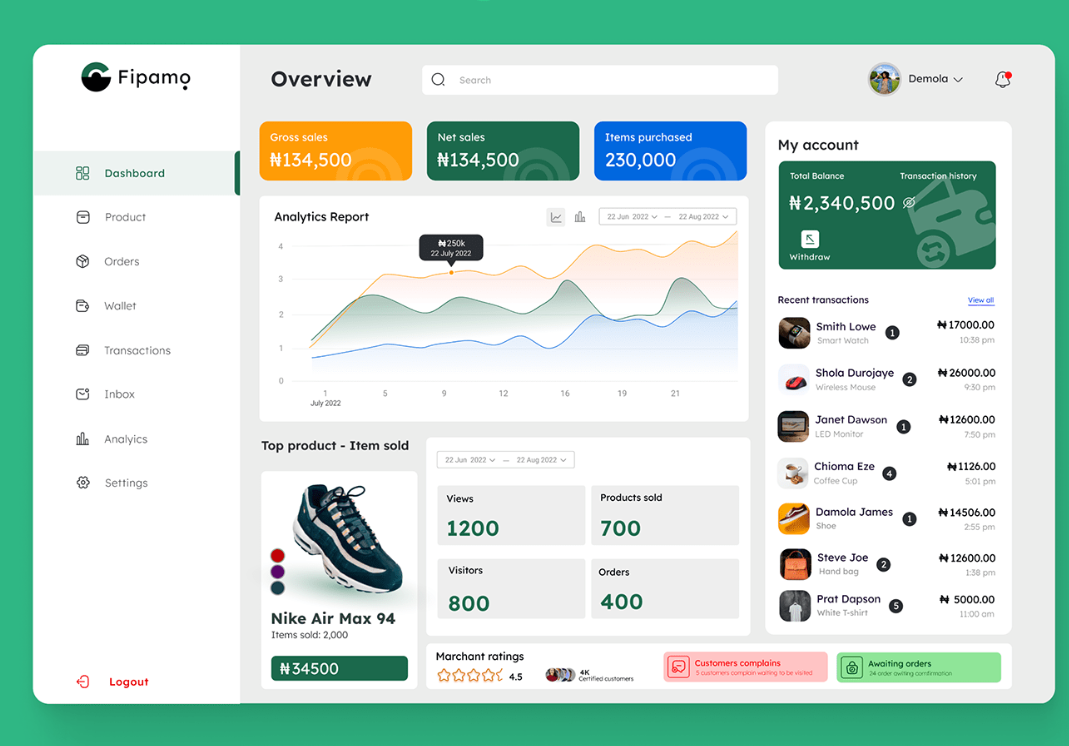 Fipamo
Overview
Search
Demola
Dashboard
Product
Orders
Wallet
Transactions
Inbox
Analyics
Settings
Logout
Gross sales
₦134,500
Net sales
₦134,500
Items purchased
230,000
Analytics Report
22 Jun 2022 — 22 Aug 2022
₦250k
22 July 2022
4
3
2
1
0
1 5 9 12 16 19 21
July 2022
Top product - Item sold
Nike Air Max 94
Items sold: 2,000
₦34500
22 Jun 2022 — 22 Aug 2022
Views
1200
Products sold
700
Visitors
800
Orders
400
Marchant ratings
4.5
4K
Certified customers
Customers complains
5 customers complain waiting to be visited
Awaiting orders
24 order awiting comfirmation
My account
Total Balance
Transaction history
₦2,340,500
Withdraw
Recent transactions
View all
Smith Lowe 1 ₦17000.00
Smart Watch 10:38 pm
Shola Durojaye 2 ₦26000.00
Wireless Mouse 9:30 pm
Janet Dawson 1 ₦12600.00
LED Monitor 7:50 pm
Chioma Eze 4 ₦1126.00
Coffee Cup 5:01 pm
Damola James 1 ₦14506.00
Shoe 2:55 pm
Steve Joe 2 ₦12600.00
Hand bag 1:38 pm
Prat Dapson 5 ₦ 5000.00
White T-shirt 11:00 am